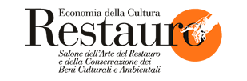 Economia della Cultura
Restauro
Salone dell'Arte del Restauro
e della Conservazione dei
Beni Culturali e Ambientali